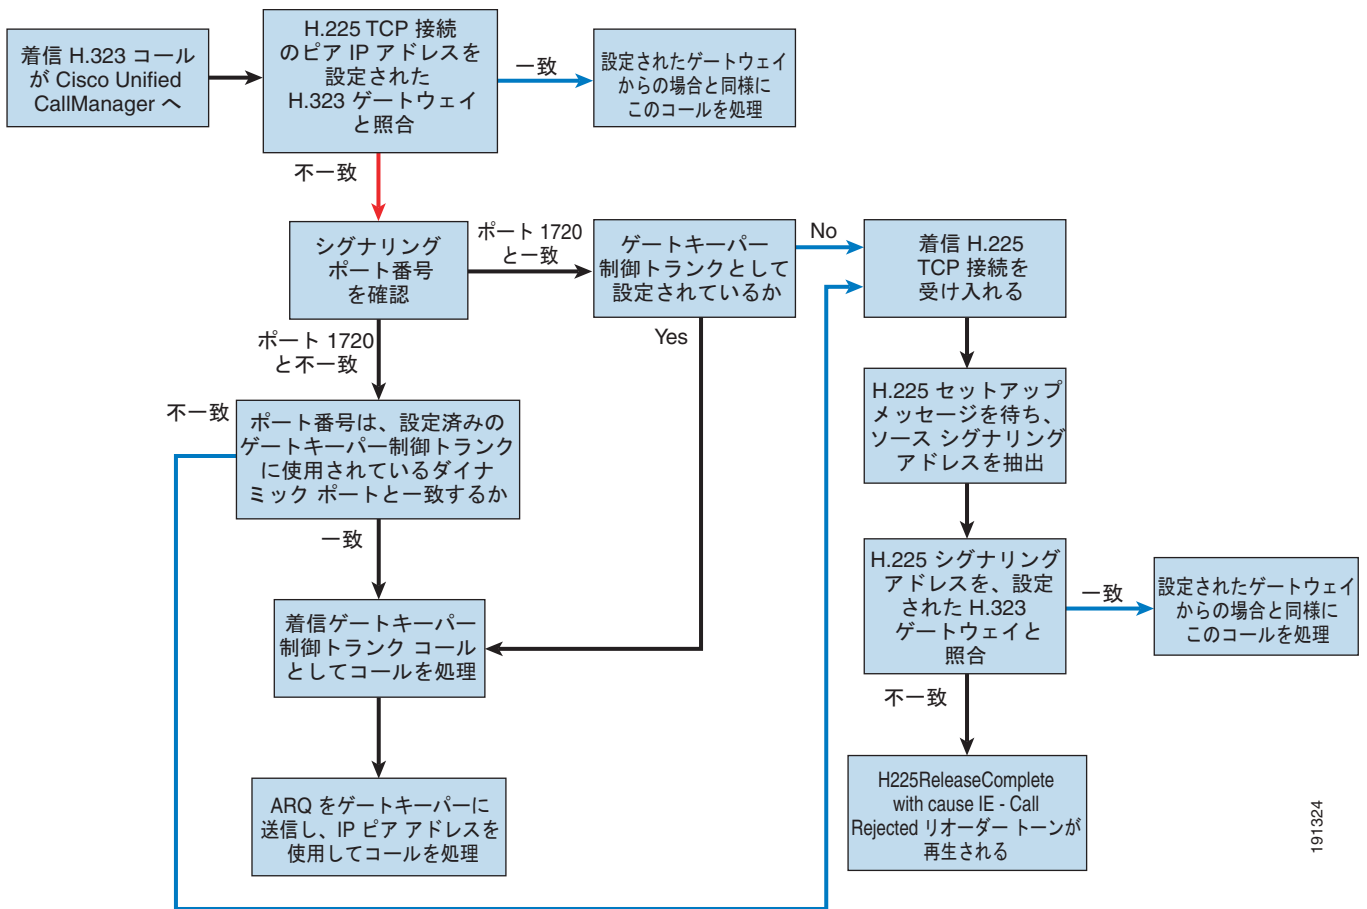 着信 H.323 コール
が Cisco Unified
CallManager へ
H.225 TCP 接続
のピア IP アドレスを
設定された
H.323 ゲートウェイ
と照合
一致
設定されたゲートウェイ
からの場合と同様に
このコールを処理
不一致
シグナリング
ポート番号
を確認
ポート 1720
と一致
ゲートキーパー
制御トランクとして
設定されているか
No
着信 H.225
TCP 接続を
受け入れる
ポート 1720
と不一致
Yes
H.225 セットアップ
メッセージを待ち、
ソース シグナリング
アドレスを抽出
不一致
ポート番号は、設定済みの
ゲートキーパー制御トランク
に使用されているダイナ
ミック ポートと一致するか
一致
H.225 シグナリング
アドレスを、設定
された H.323
ゲートウェイと
照合
一致
設定されたゲートウェイ
からの場合と同様に
このコールを処理
着信ゲートキーパー
制御トランク コール
としてコールを処理
不一致
ARQ をゲートキーパーに
送信し、IP ピア アドレスを
使用してコールを処理
H225ReleaseComplete
with cause IE - Call
Rejected リオーダー トーンが
再生される
191324